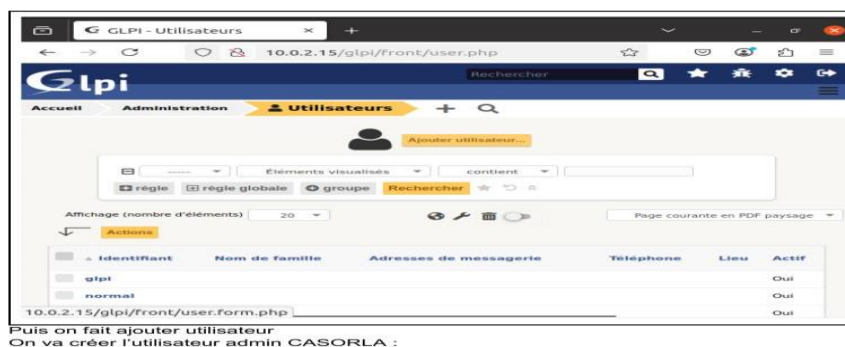 GLPI - Utilisateurs
10.0.2.15/glpi/front/user.php
Glpi
Rechercher
Accueil Administration Utilisateurs
Ajouter utilisateur...
----- Éléments visualisés contient
règle règle globale groupe Rechercher
Affichage (nombre d'éléments) 20 Page courante en PDF paysage
Actions
Identifiant Nom de famille Adresses de messagerie Téléphone Lieu Actif
glpi Oui
normal Oui
10.0.2.15/glpi/front/user.form.php Oui
Puis on fait ajouter utilisateur
On va créer l'utilisateur admin CASORLA :